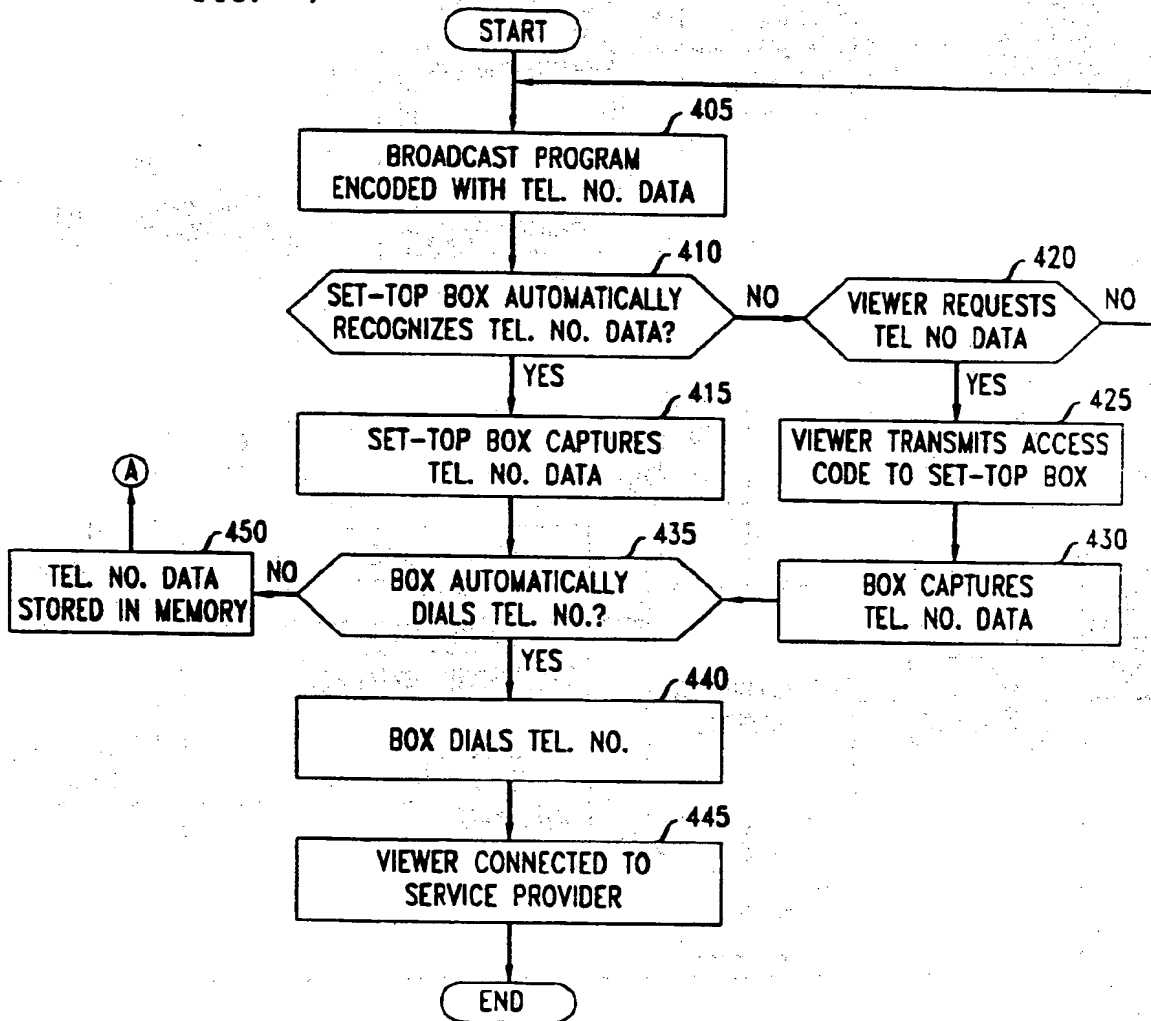 START
405
BROADCAST PROGRAM
ENCODED WITH TEL. NO. DATA
410
SET-TOP BOX AUTOMATICALLY
RECOGNIZES TEL. NO. DATA?
NO
420
VIEWER REQUESTS
TEL NO DATA
NO
YES
415
SET-TOP BOX CAPTURES
TEL. NO. DATA
YES
425
VIEWER TRANSMITS ACCESS
CODE TO SET-TOP BOX
A
450
TEL. NO. DATA
STORED IN MEMORY
NO
435
BOX AUTOMATICALLY
DIALS TEL. NO.?
430
BOX CAPTURES
TEL. NO. DATA
YES
440
BOX DIALS TEL. NO.
445
VIEWER CONNECTED TO
SERVICE PROVIDER
END